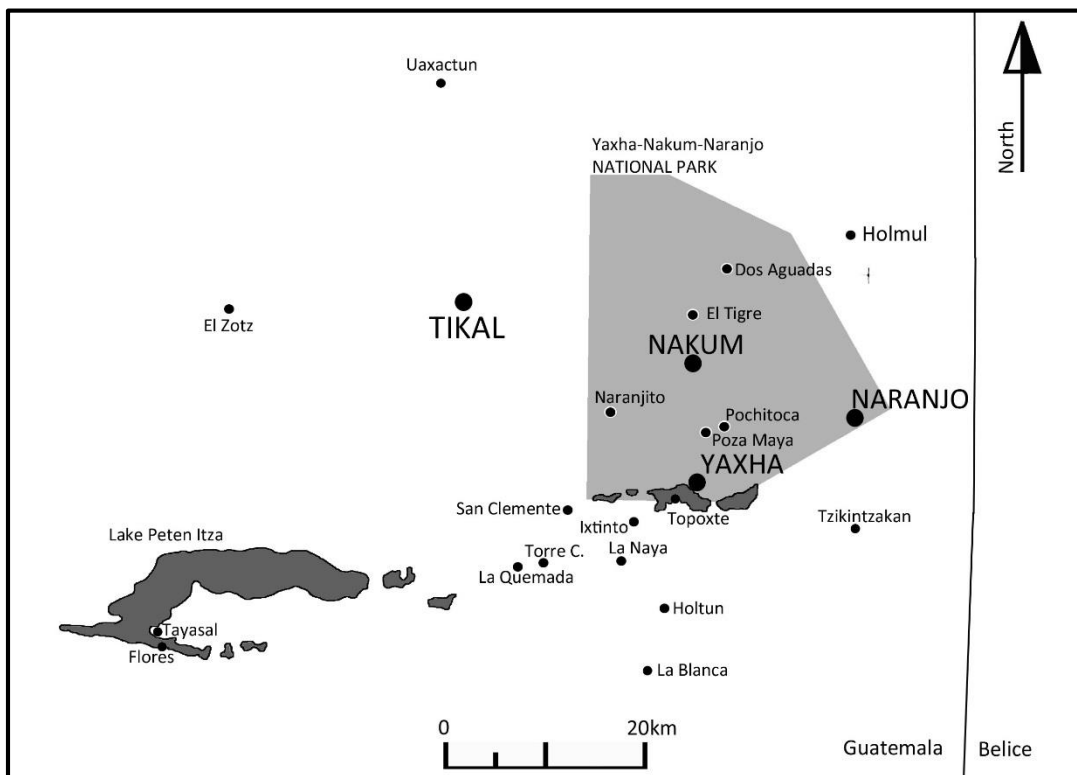 Uaxactun
North
Yaxha-Nakum-Naranjo
NATIONAL PARK
Holmul
Dos Aguadas
El Zotz
TIKAL
El Tigre
NAKUM
Naranjito
NARANJO
Pochitoca
Poza Maya
YAXHA
San Clemente
Topoxte
Ixtinto
Tzikintzakan
Lake Peten Itza
Torre C.
La Naya
La Quemada
Holtun
Tayasal
Flores
La Blanca
0 20km
Guatemala Belice